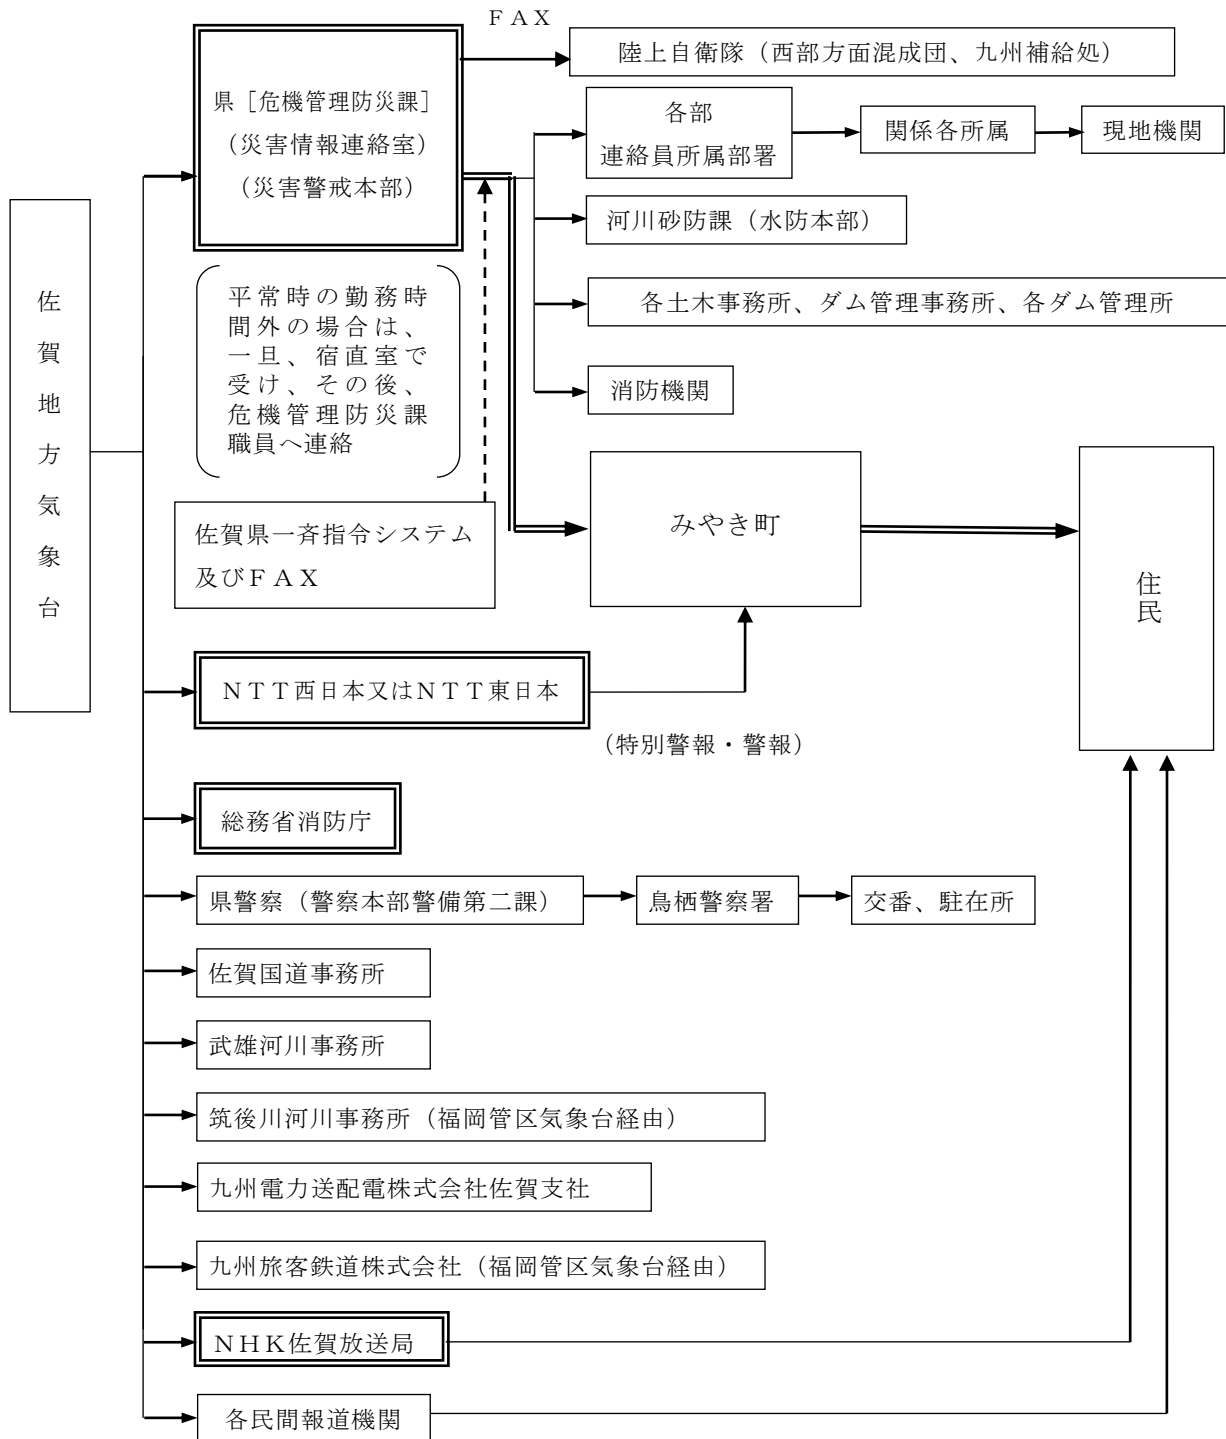 ＦＡＸ
陸上自衛隊（西部方面混成団、九州補給処）
県［危機管理防災課］
（災害情報連絡室）
（災害警戒本部）
各部
連絡員所属部署
関係各所属
現地機関
河川砂防課（水防本部）
各土木事務所、ダム管理事務所、各ダム管理所
消防機関
平常時の勤務時
間外の場合は、
一旦、宿直室で
受け、その後、
危機管理防災課
職員へ連絡
佐賀地方気象台
佐賀県一斉指令システム
及びＦＡＸ
みやき町
住民
ＮＴＴ西日本又はＮＴＴ東日本
（特別警報・警報）
総務省消防庁
県警察（警察本部警備第二課）
鳥栖警察署
交番、駐在所
佐賀国道事務所
武雄河川事務所
筑後川河川事務所（福岡管区気象台経由）
九州電力送配電株式会社佐賀支社
九州旅客鉄道株式会社（福岡管区気象台経由）
ＮＨＫ佐賀放送局
各民間報道機関